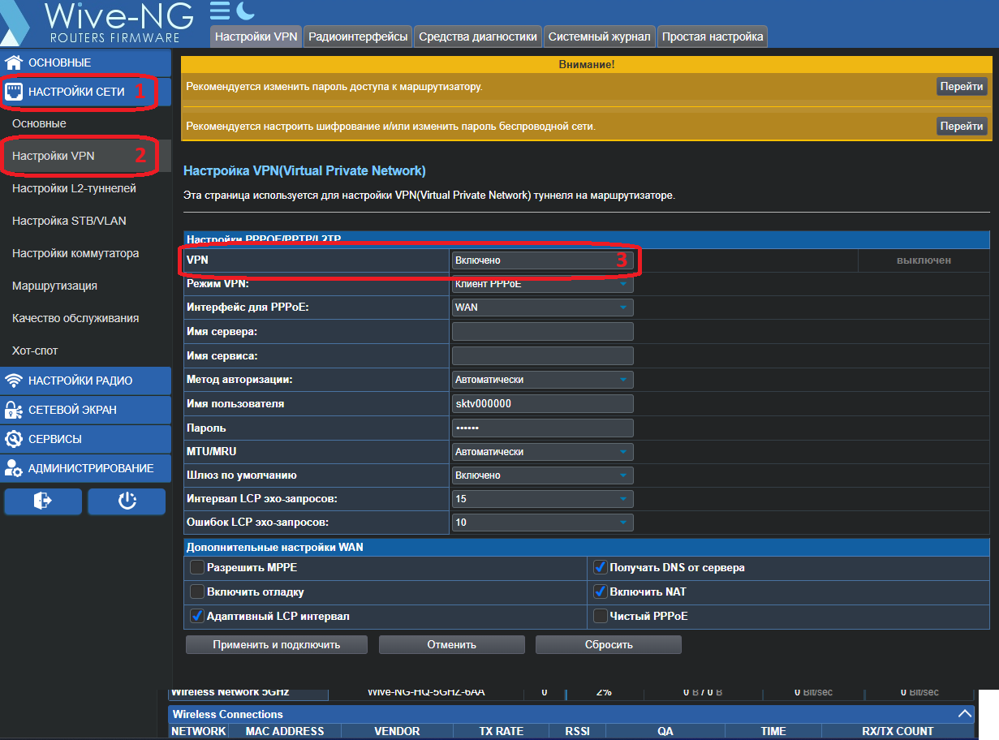 Wive-NG
ROUTERS FIRMWARE
Настройки VPN
Радиоинтерфейсы
Средства диагностики
Системный журнал
Простая настройка
ОСНОВНЫЕ
НАСТРОЙКИ СЕТИ 1
Основные
Настройки VPN 2
Настройки L2-туннелей
Настройка STB/VLAN
Настройки коммутатора
Маршрутизация
Качество обслуживания
Хот-спот
НАСТРОЙКИ РАДИО
СЕТЕВОЙ ЭКРАН
СЕРВИСЫ
АДМИНИСТРИРОВАНИЕ
Внимание!
Рекомендуется изменить пароль доступа к маршрутизатору. Перейти
Рекомендуется настроить шифрование и/или изменить пароль беспроводной сети. Перейти
Настройка VPN(Virtual Private Network)
Эта страница используется для настройки VPN(Virtual Private Network) туннеля на маршрутизаторе.
Настройки PPPOE/PPTP/L2TP
VPN Включено 3 выключен
Режим VPN: Клиент PPPoE
Интерфейс для PPPoE: WAN
Имя сервера:
Имя сервиса:
Метод авторизации: Автоматически
Имя пользователя sktv000000
Пароль ••••••
MTU/MRU Автоматически
Шлюз по умолчанию Включено
Интервал LCP эхо-запросов: 15
Ошибок LCP эхо-запросов: 10
Дополнительные настройки WAN
Разрешить MPPE Получать DNS от сервера
Включить отладку Включить NAT
Адаптивный LCP интервал Чистый PPPoE
Применить и подключить Отменить Сбросить
Wireless Network 5GHz Wive-NG-HQ-5GHZ-6AA 0 2% 0 B / 0 B 0 Bit/sec 0 Bit/sec
Wireless Connections
NETWORK MAC ADDRESS VENDOR TX RATE RSSI QA TIME RX/TX COUNT